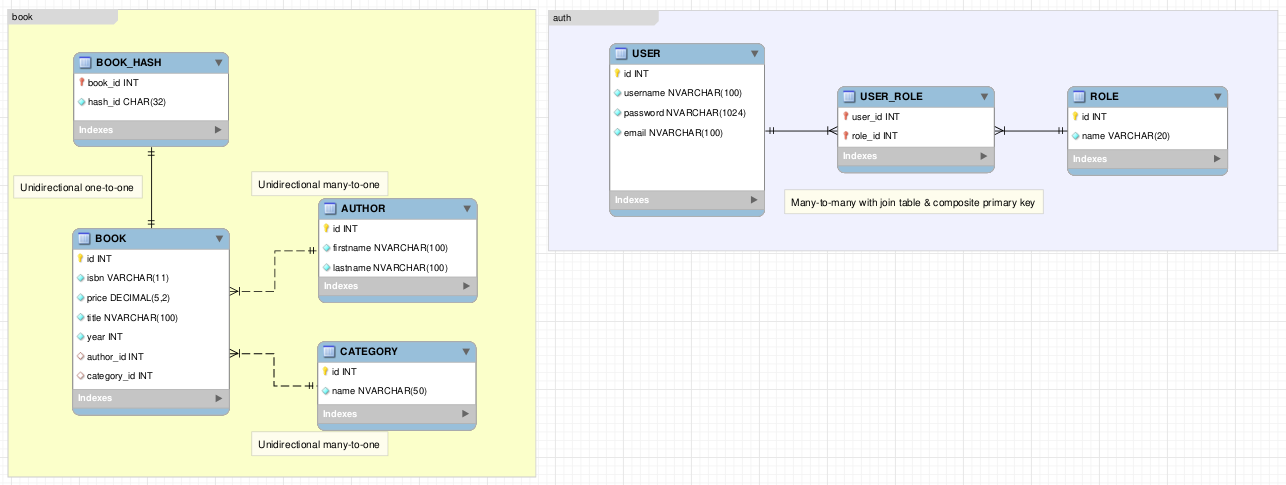 book
BOOK_HASH
book_id INT
hash_id CHAR(32)
Indexes
Unidirectional one-to-one
BOOK
id INT
isbn VARCHAR(11)
price DECIMAL(5,2)
title NVARCHAR(100)
year INT
author_id INT
category_id INT
Indexes
Unidirectional many-to-one
AUTHOR
id INT
firstname NVARCHAR(100)
lastname NVARCHAR(100)
Indexes
CATEGORY
id INT
name NVARCHAR(50)
Indexes
Unidirectional many-to-one
auth
USER
id INT
username NVARCHAR(100)
password NVARCHAR(1024)
email NVARCHAR(100)
Indexes
USER_ROLE
user_id INT
role_id INT
Indexes
ROLE
id INT
name VARCHAR(20)
Indexes
Many-to-many with join table & composite primary key